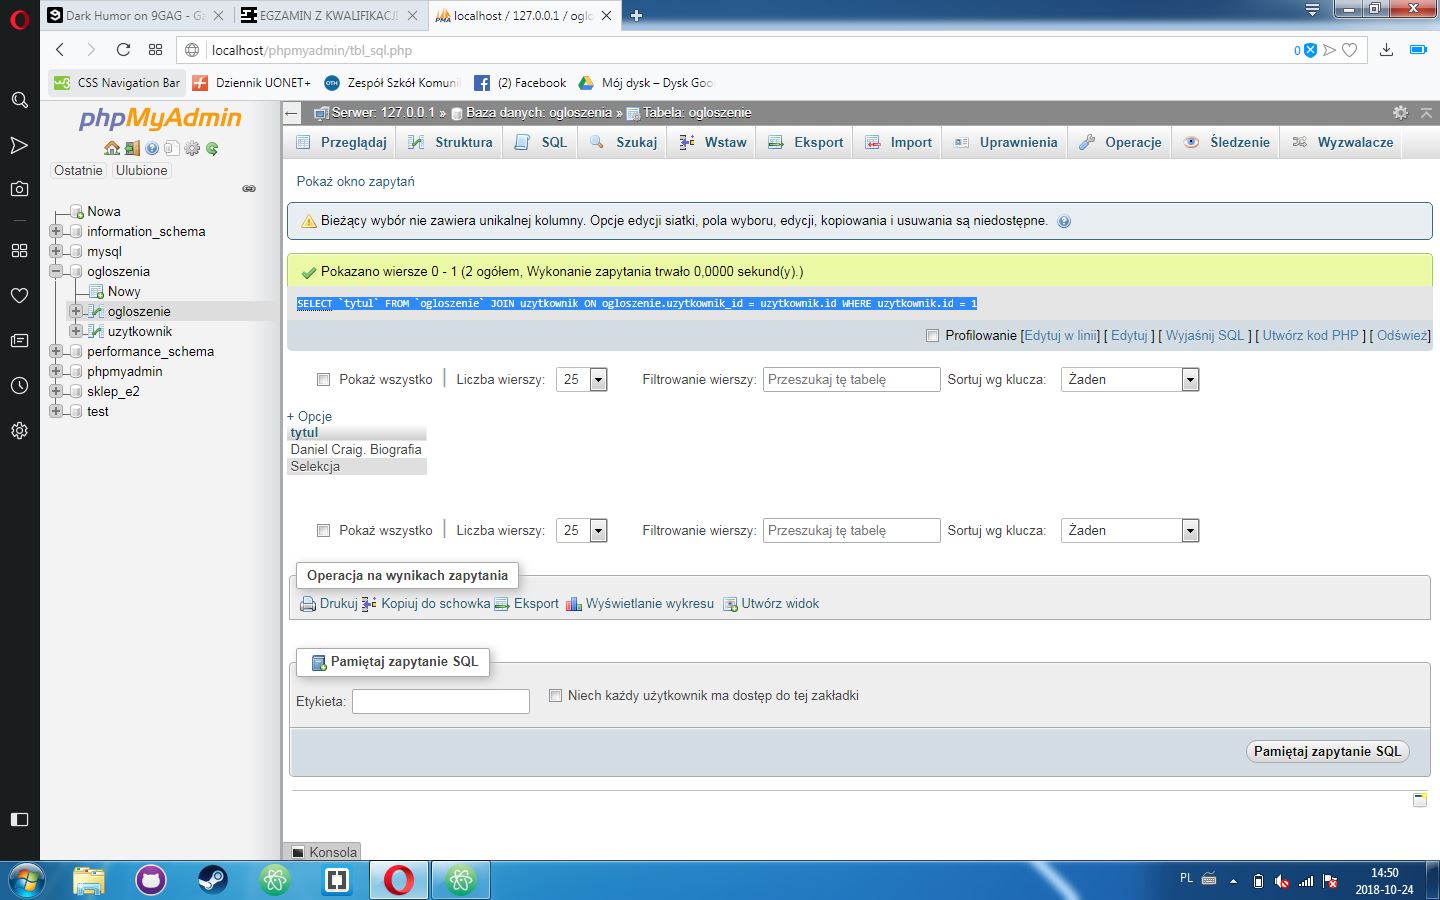 Dark Humor on 9GAG - Ga
EGZAMIN Z KWALIFIKACJI
localhost / 127.0.0.1 / oglo
localhost/phpmyadmin/tbl_sql.php
0
CSS Navigation Bar
Dziennik UONET+
Zespół Szkół Komuni
(2) Facebook
Mój dysk – Dysk Goo
phpMyAdmin
Ostatnie
Ulubione
Nowa
information_schema
mysql
ogloszenia
Nowy
ogloszenie
uzytkownik
performance_schema
phpmyadmin
sklep_e2
test
Serwer: 127.0.0.1 » Baza danych: ogloszenia » Tabela: ogloszenie
Przeglądaj
Struktura
SQL
Szukaj
Wstaw
Eksport
Import
Uprawnienia
Operacje
Śledzenie
Wyzwalacze
Pokaż okno zapytań
Bieżący wybór nie zawiera unikalnej kolumny. Opcje edycji siatki, pola wyboru, edycji, kopiowania i usuwania są niedostępne.
Pokazano wiersze 0 - 1 (2 ogółem, Wykonanie zapytania trwało 0,0000 sekund(y).)
SELECT `tytul` FROM `ogloszenie` JOIN uzytkownik ON ogloszenie.uzytkownik_id = uzytkownik.id WHERE uzytkownik.id = 1
Profilowanie [Edytuj w linii] [ Edytuj ] [ Wyjaśnij SQL ] [ Utwórz kod PHP ] [ Odśwież]
Pokaż wszystko | Liczba wierszy: 25 Filtrowanie wierszy: Przeszukaj tę tabelę Sortuj wg klucza: Żaden
+ Opcje
tytul
Daniel Craig. Biografia
Selekcja
Pokaż wszystko | Liczba wierszy: 25 Filtrowanie wierszy: Przeszukaj tę tabelę Sortuj wg klucza: Żaden
Operacja na wynikach zapytania
Drukuj Kopiuj do schowka Eksport Wyświetlanie wykresu Utwórz widok
Pamiętaj zapytanie SQL
Etykieta: Niech każdy użytkownik ma dostęp do tej zakładki
Pamiętaj zapytanie SQL
Konsola
PL
14:50
2018-10-24